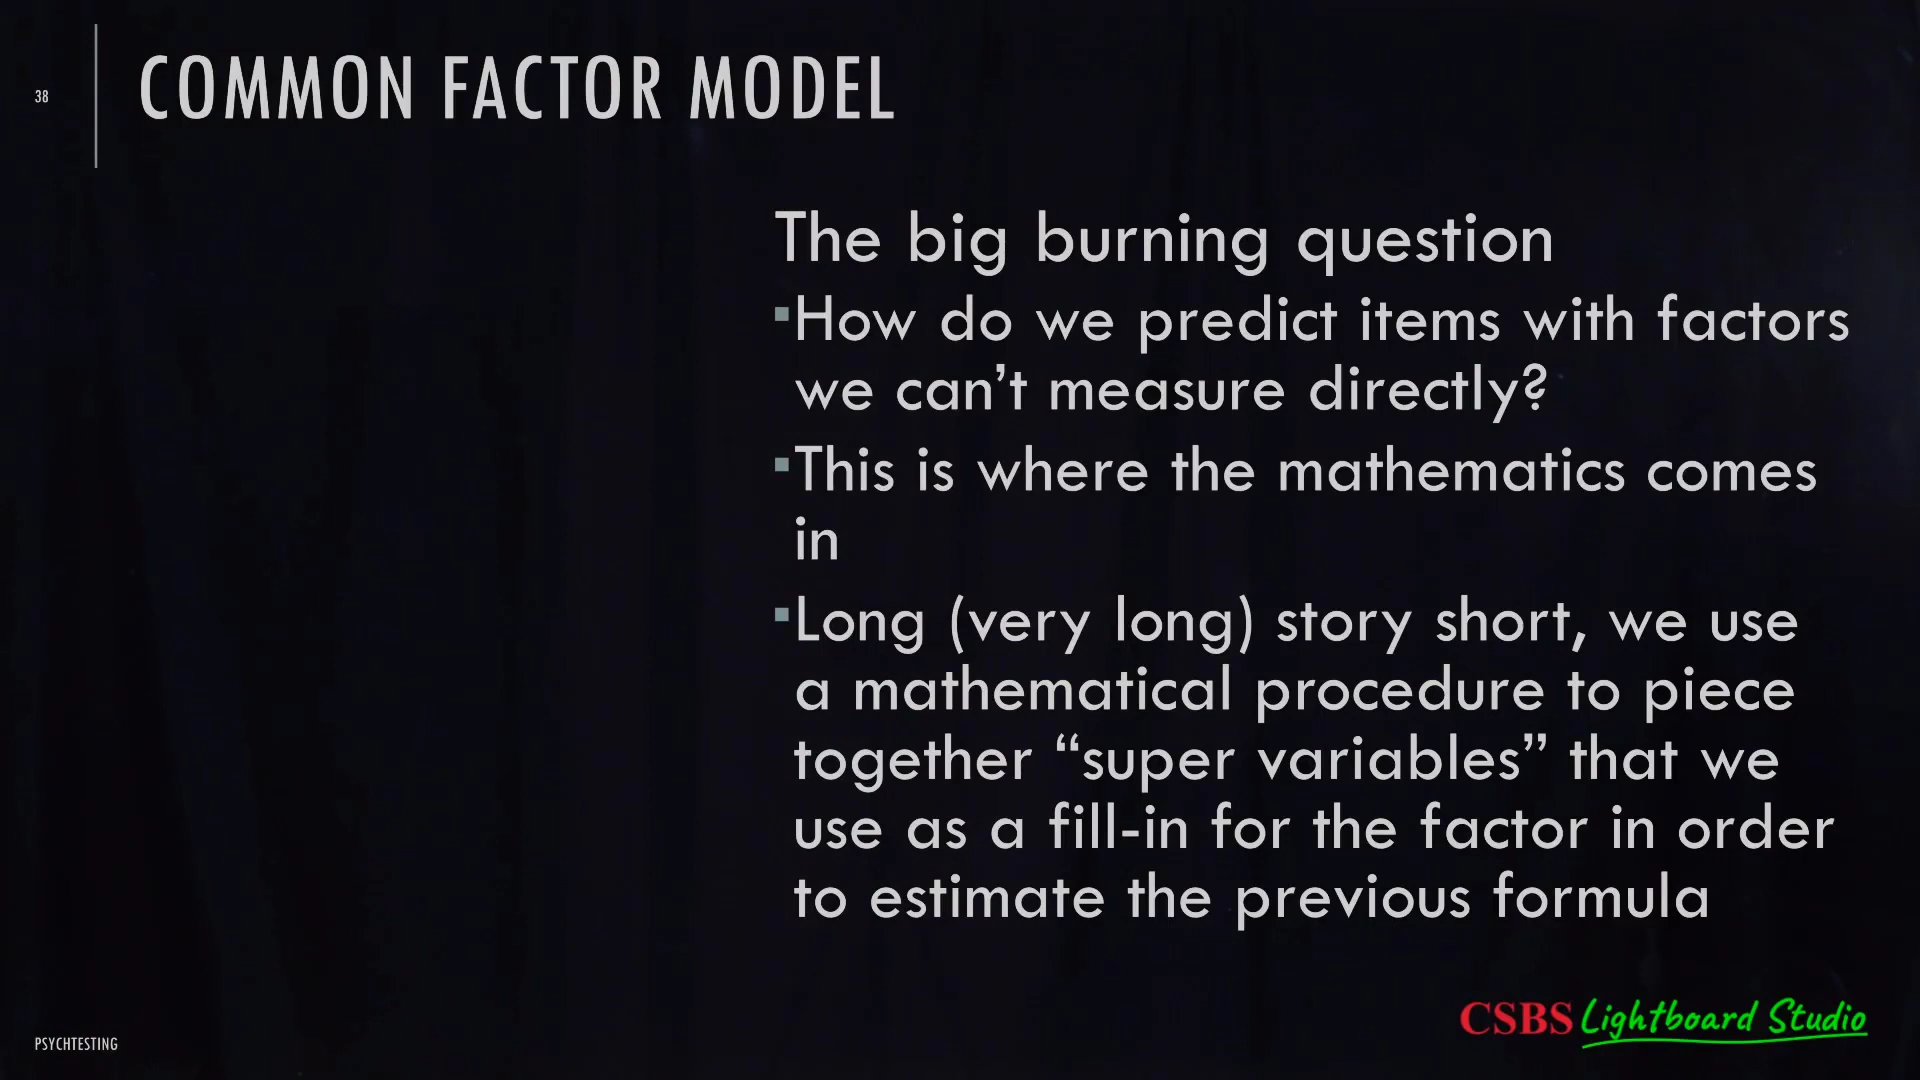 38
COMMON FACTOR MODEL
The big burning question
▪How do we predict items with factors
we can’t measure directly?
▪This is where the mathematics comes
in
▪Long (very long) story short, we use
a mathematical procedure to piece
together “super variables” that we
use as a fill-in for the factor in order
to estimate the previous formula
CSBS Lightboard Studio
PSYCHTESTING